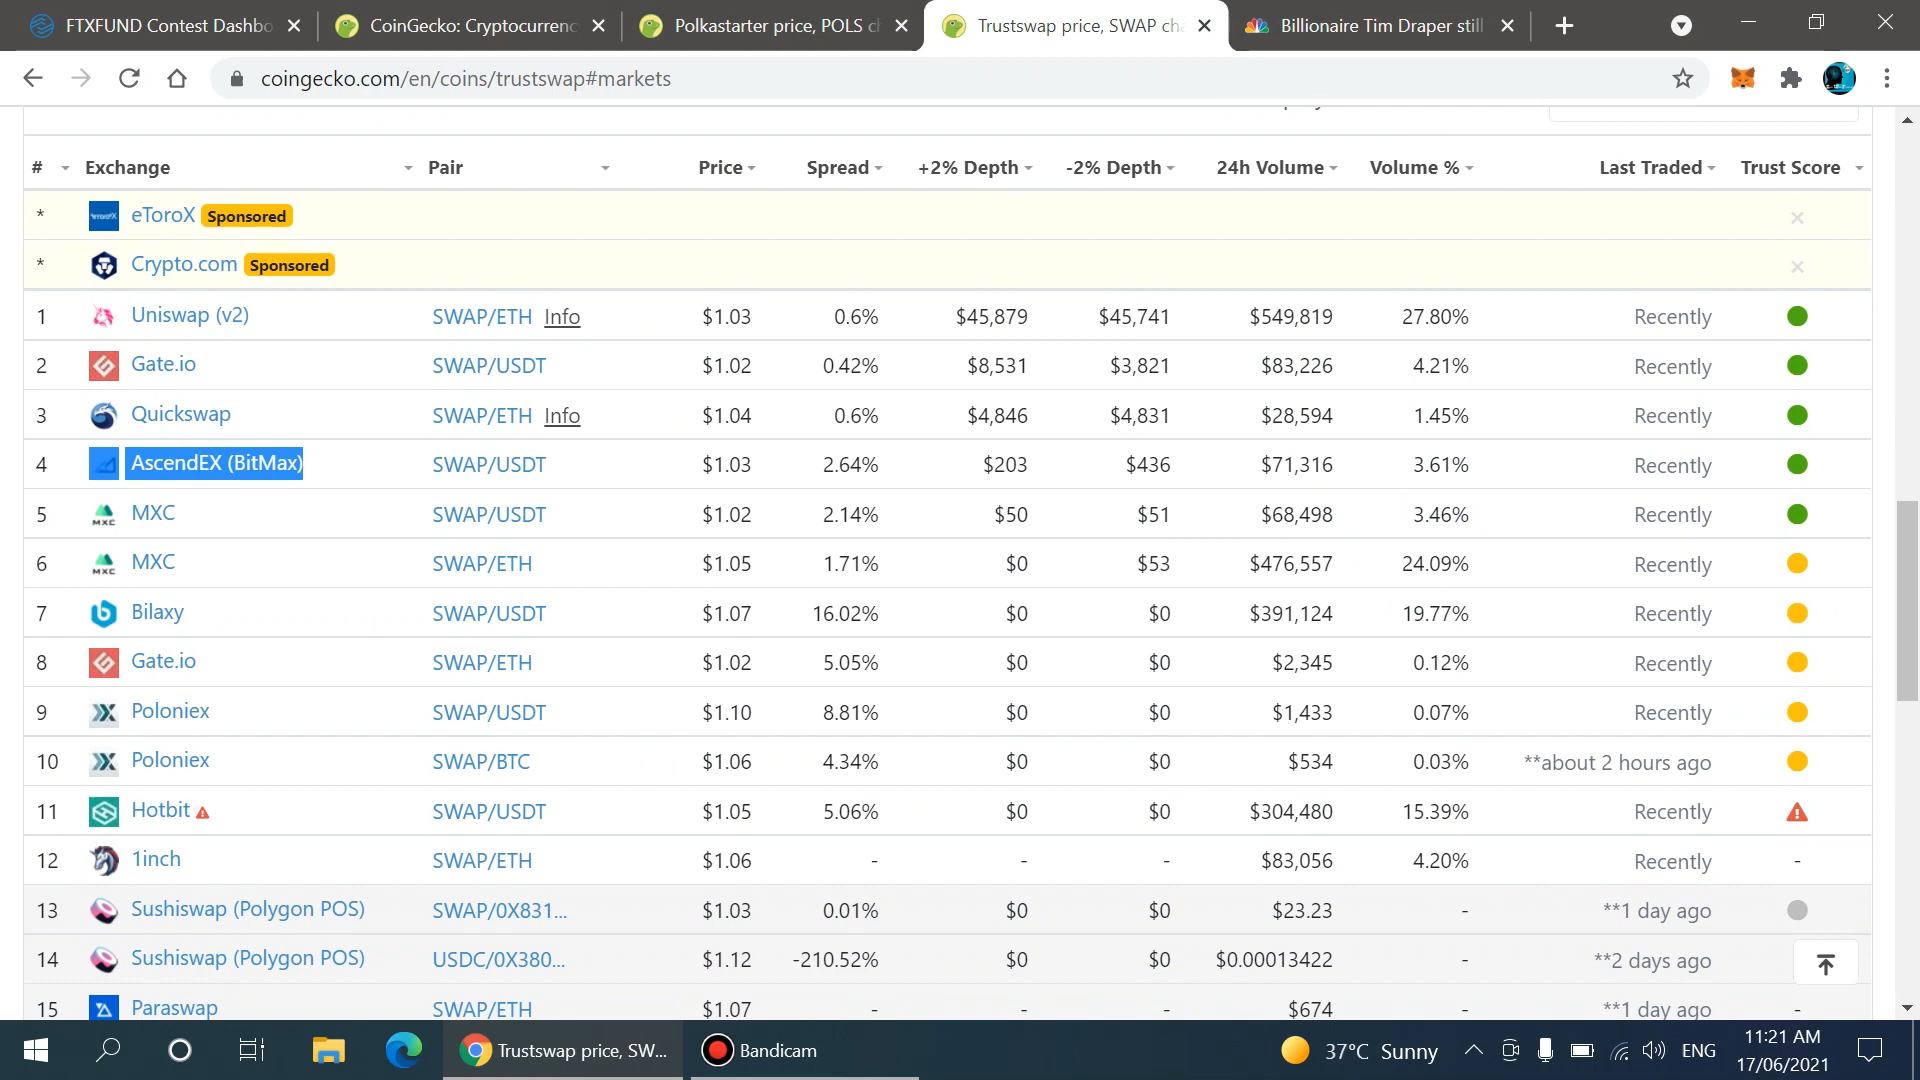 FTXFUND Contest Dashbo
CoinGecko: Cryptocurrenc
Polkastarter price, POLS ch
Trustswap price, SWAP cha
Billionaire Tim Draper still
coingecko.com/en/coins/trustswap#markets
# Exchange Pair Price Spread +2% Depth -2% Depth 24h Volume Volume % Last Traded Trust Score
* eToroX Sponsored
* Crypto.com Sponsored
1 Uniswap (v2) SWAP/ETH Info $1.03 0.6% $45,879 $45,741 $549,819 27.80% Recently
2 Gate.io SWAP/USDT $1.02 0.42% $8,531 $3,821 $83,226 4.21% Recently
3 Quickswap SWAP/ETH Info $1.04 0.6% $4,846 $4,831 $28,594 1.45% Recently
4 AscendEX (BitMax) SWAP/USDT $1.03 2.64% $203 $436 $71,316 3.61% Recently
5 MXC SWAP/USDT $1.02 2.14% $50 $51 $68,498 3.46% Recently
6 MXC SWAP/ETH $1.05 1.71% $0 $53 $476,557 24.09% Recently
7 Bilaxy SWAP/USDT $1.07 16.02% $0 $0 $391,124 19.77% Recently
8 Gate.io SWAP/ETH $1.02 5.05% $0 $0 $2,345 0.12% Recently
9 Poloniex SWAP/USDT $1.10 8.81% $0 $0 $1,433 0.07% Recently
10 Poloniex SWAP/BTC $1.06 4.34% $0 $0 $534 0.03% **about 2 hours ago
11 Hotbit SWAP/USDT $1.05 5.06% $0 $0 $304,480 15.39% Recently
12 1inch SWAP/ETH $1.06 - - - $83,056 4.20% Recently -
13 Sushiswap (Polygon POS) SWAP/0X831... $1.03 0.01% $0 $0 $23.23 - **1 day ago
14 Sushiswap (Polygon POS) USDC/0X380... $1.12 -210.52% $0 $0 $0.00013422 - **2 days ago
15 Paraswap SWAP/ETH $1.07 - - - $674 - **1 day ago -
Trustswap price, SW...
Bandicam
37°C Sunny
ENG
11:21 AM
17/06/2021